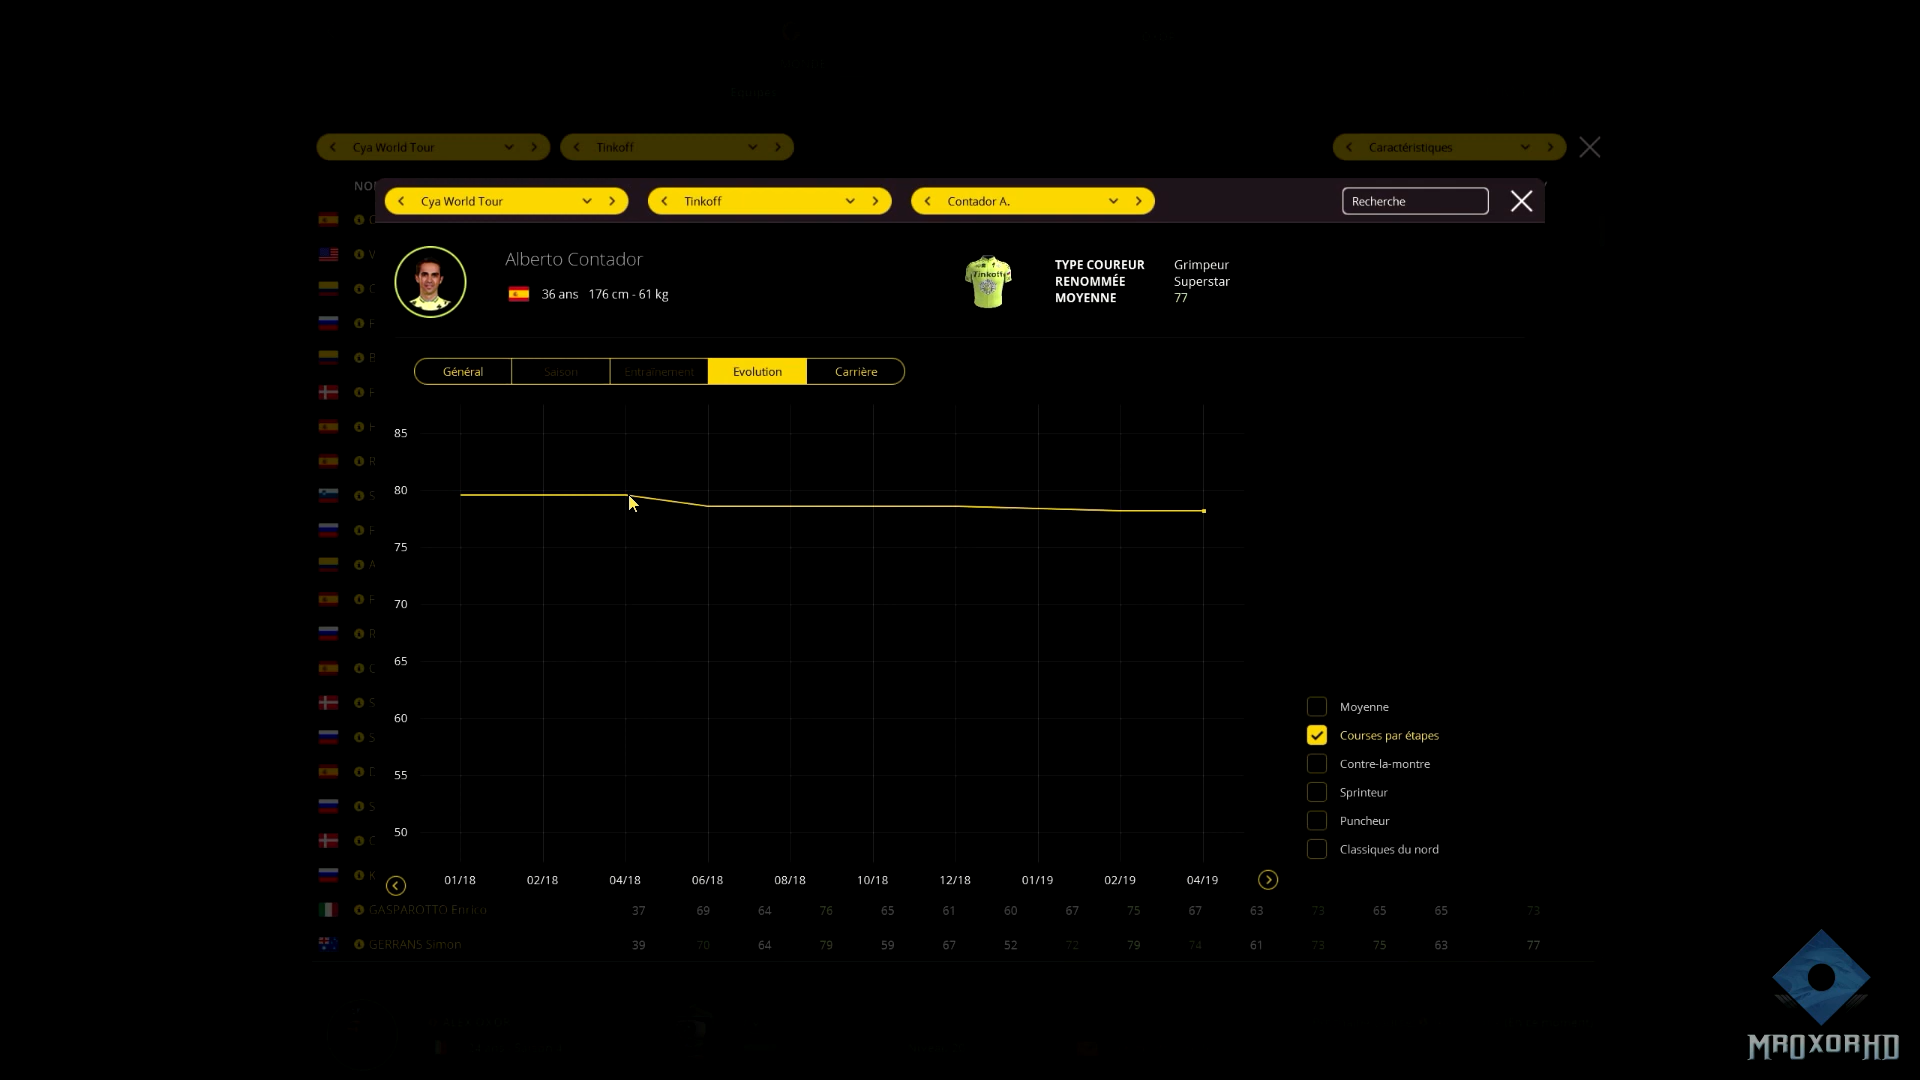 Equipes
Cya World Tour
Tinkoff
Caractéristiques
Cya World Tour
Tinkoff
Contador A.
Recherche
Alberto Contador
36 ans 176 cm - 61 kg
Tinkoff
TYPE COUREUR Grimpeur
RENOMMÉE Superstar
MOYENNE 77
Général
Saison
Entraînement
Evolution
Carrière
85
80
75
70
65
60
55
50
Moyenne
Courses par étapes
Contre-la-montre
Sprinteur
Puncheur
Classiques du nord
01/18 02/18 04/18 06/18 08/18 10/18 12/18 01/19 02/19 04/19
GASPAROTTO Enrico 37 69 64 76 65 61 60 67 75 67 63 73 65 65 73
GERRANS Simon 39 70 64 79 59 67 52 72 79 74 61 73 75 63 77
MAOXOAHD